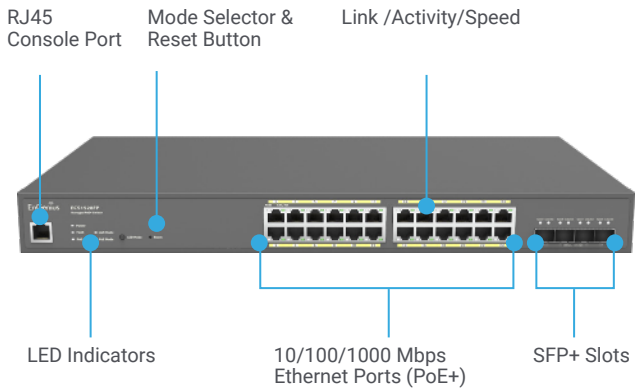 RJ45
Console Port
Mode Selector &
Reset Button
Link /Activity/Speed
EnGenius
ECS1528FP
LED Indicators
10/100/1000 Mbps
Ethernet Ports (PoE+)
SFP+ Slots